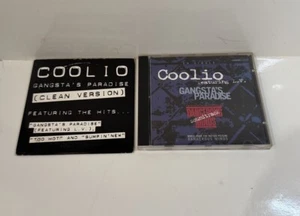 COOLIO
GANGSTA'S PARADISE
(CLEAN VERSION)
FEATURING THE HITS...
"GANGSTA'S PARADISE"
(FEATURING L.V.)
"TOO HOT" AND "SUMPIN' NEW"
Coolio
featuring L.V.
GANGSTA'S
PARADISE